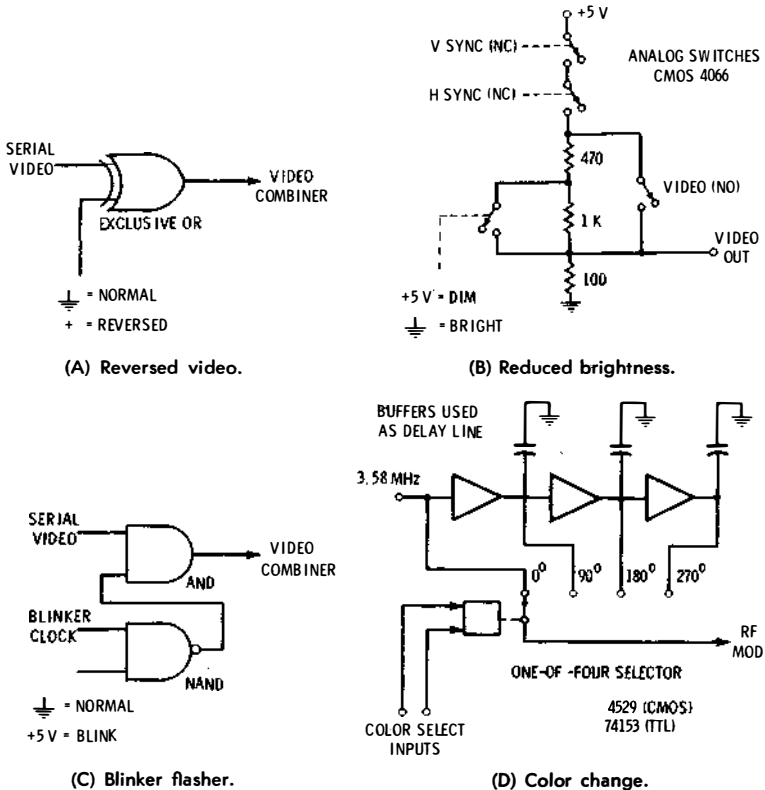 SERIAL
VIDEO
VIDEO
COMBINER
EXCLUSIVE OR
= NORMAL
+ = REVERSED
(A) Reversed video.
+5 V
V SYNC (NC)
ANALOG SWITCHES
CMOS 4066
H SYNC (NC)
470
VIDEO (NO)
1 K
VIDEO
OUT
100
+5 V = DIM
= BRIGHT
(B) Reduced brightness.
SERIAL
VIDEO
VIDEO
COMBINER
AND
BLINKER
CLOCK
NAND
= NORMAL
+5 V = BLINK
(C) Blinker flasher.
BUFFERS USED
AS DELAY LINE
3.58 MHz
0° 90° 180° 270°
RF
MOD
ONE-OF-FOUR SELECTOR
4529 (CMOS)
74153 (TTL)
COLOR SELECT
INPUTS
(D) Color change.